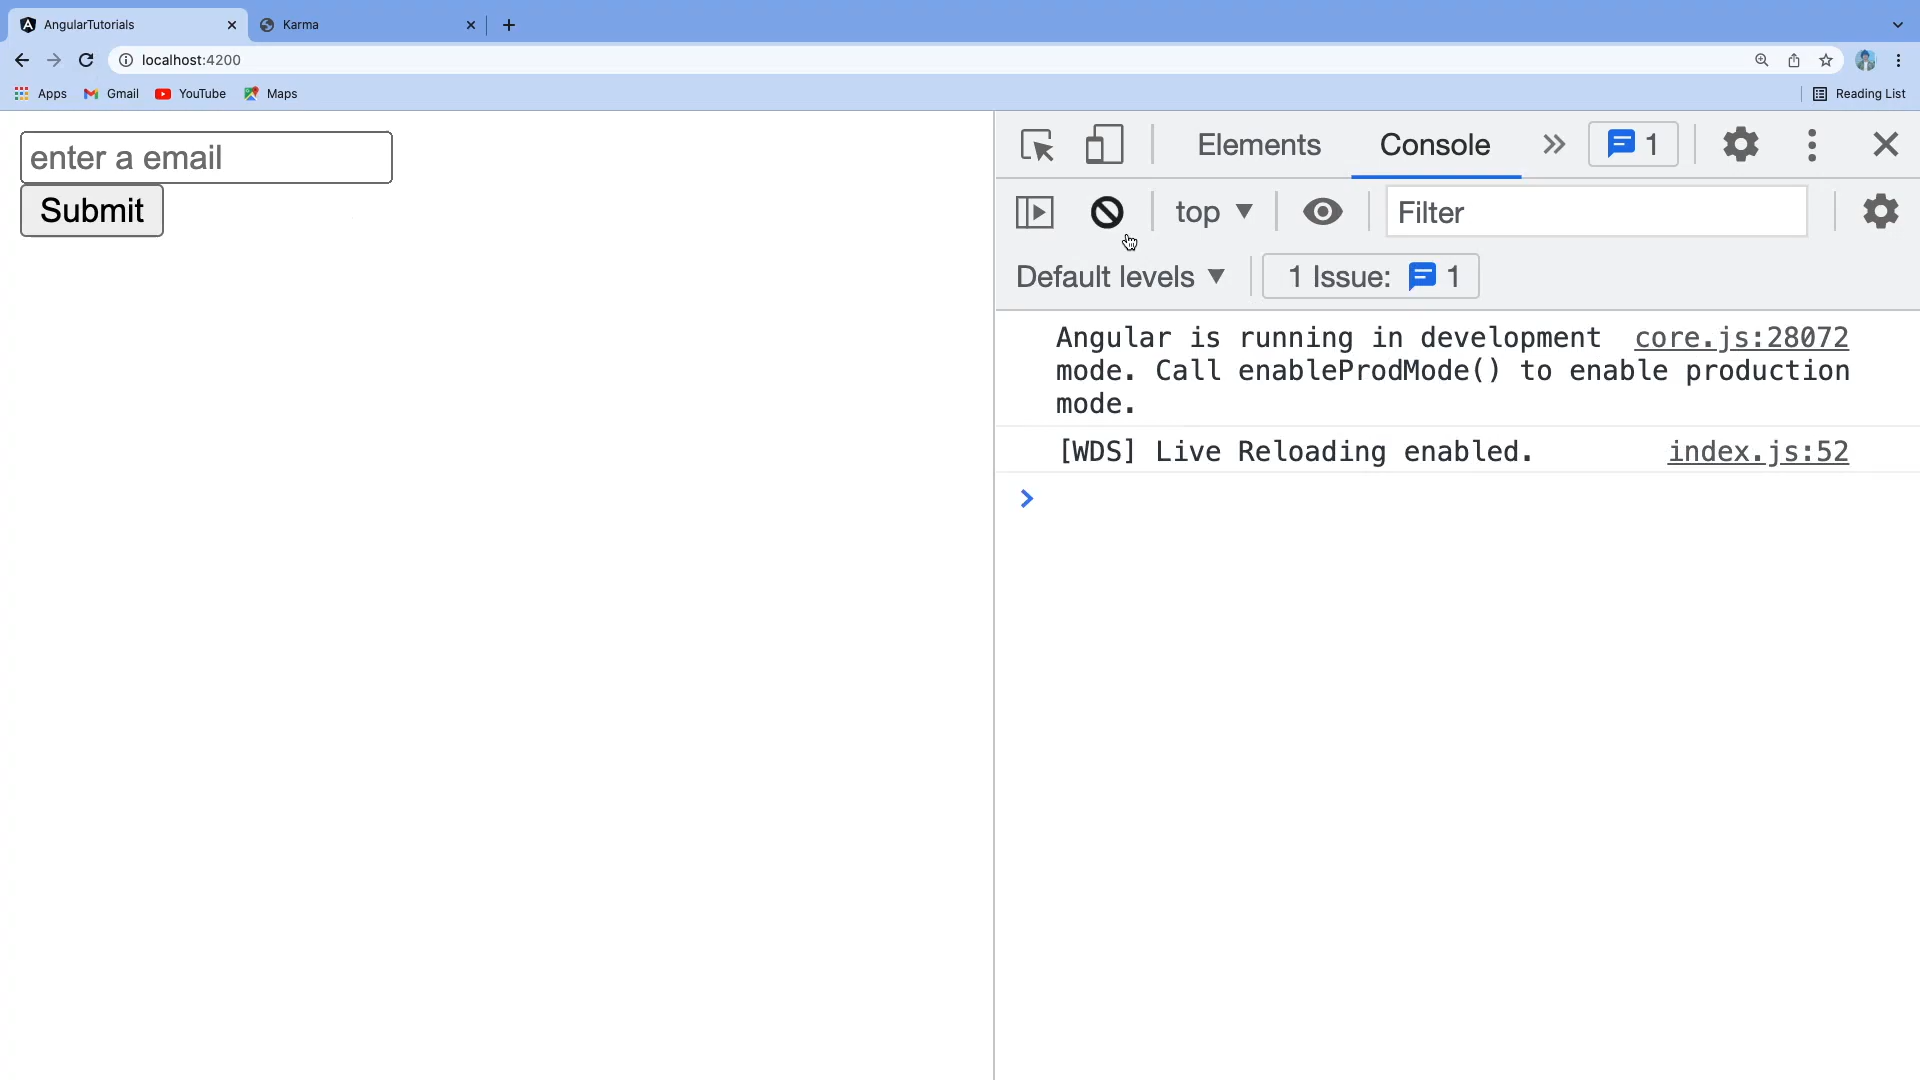 AngularTutorials
Karma
localhost:4200
Apps Gmail YouTube Maps Reading List
enter a email
Submit
Elements Console 1
top Filter
Default levels 1 Issue: 1
Angular is running in development core.js:28072
mode. Call enableProdMode() to enable production
mode.
[WDS] Live Reloading enabled. index.js:52